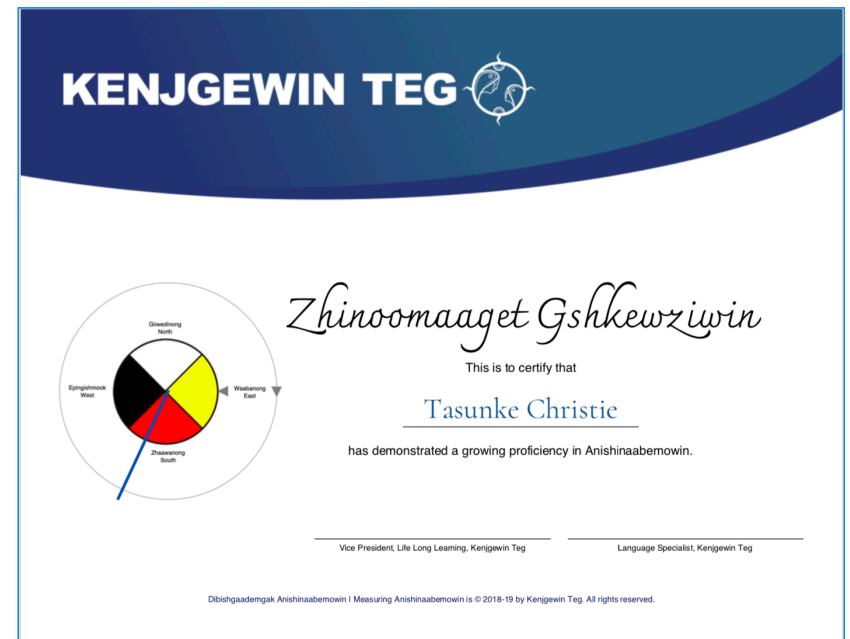 KENJGEWIN TEG
Zhinoomaaget Gshkewziwin
This is to certify that
Tasunke Christie
has demonstrated a growing proficiency in Anishinaabemowin.
Giiwedinong
North
Epingishmook
West
Waabanong
East
Zhaawanong
South
Vice President, Life Long Learning, Kenjgewin Teg
Language Specialist, Kenjgewin Teg
Dibishgaademgak Anishinaabemowin | Measuring Anishinaabemowin is © 2018-19 by Kenjgewin Teg. All rights reserved.